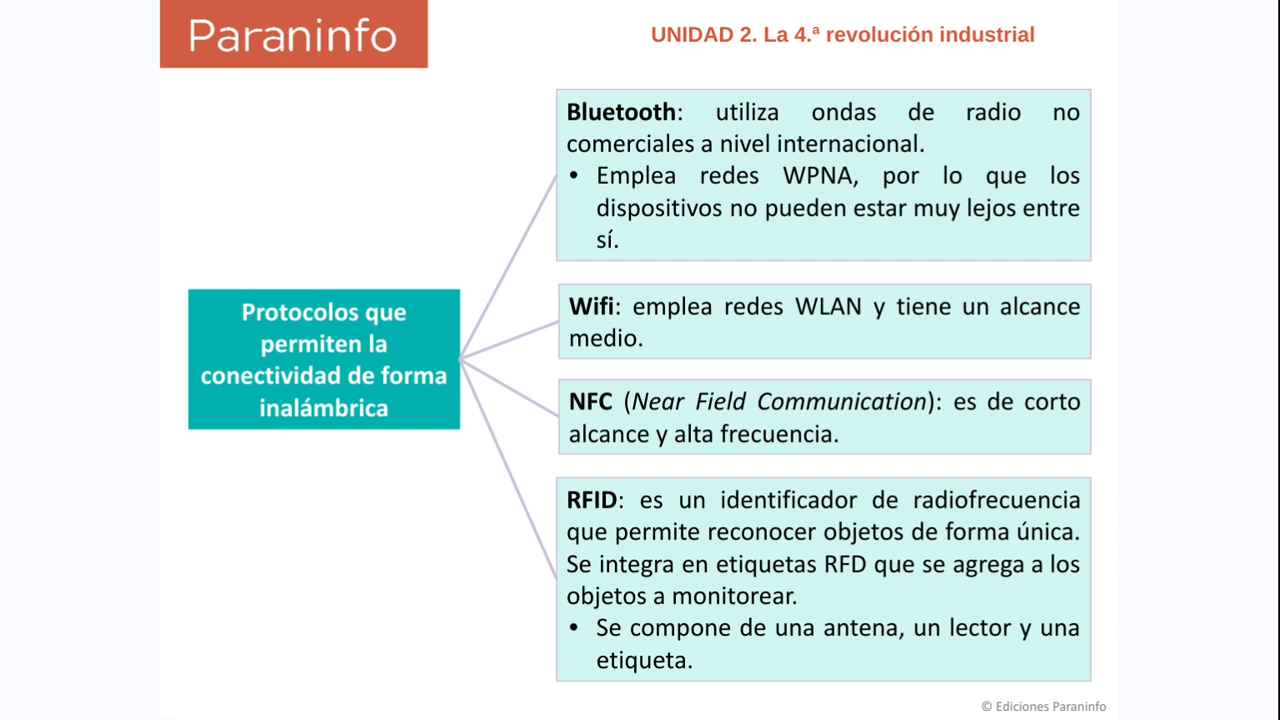 Paraninfo
UNIDAD 2. La 4.ª revolución industrial
Bluetooth: utiliza ondas de radio no
comerciales a nivel internacional.
• Emplea redes WPNA, por lo que los
dispositivos no pueden estar muy lejos entre
sí.
Protocolos que
permiten la
conectividad de forma
inalámbrica
Wifi: emplea redes WLAN y tiene un alcance
medio.
NFC (Near Field Communication): es de corto
alcance y alta frecuencia.
RFID: es un identificador de radiofrecuencia
que permite reconocer objetos de forma única.
Se integra en etiquetas RFD que se agrega a los
objetos a monitorear.
• Se compone de una antena, un lector y una
etiqueta.
© Ediciones Paraninfo